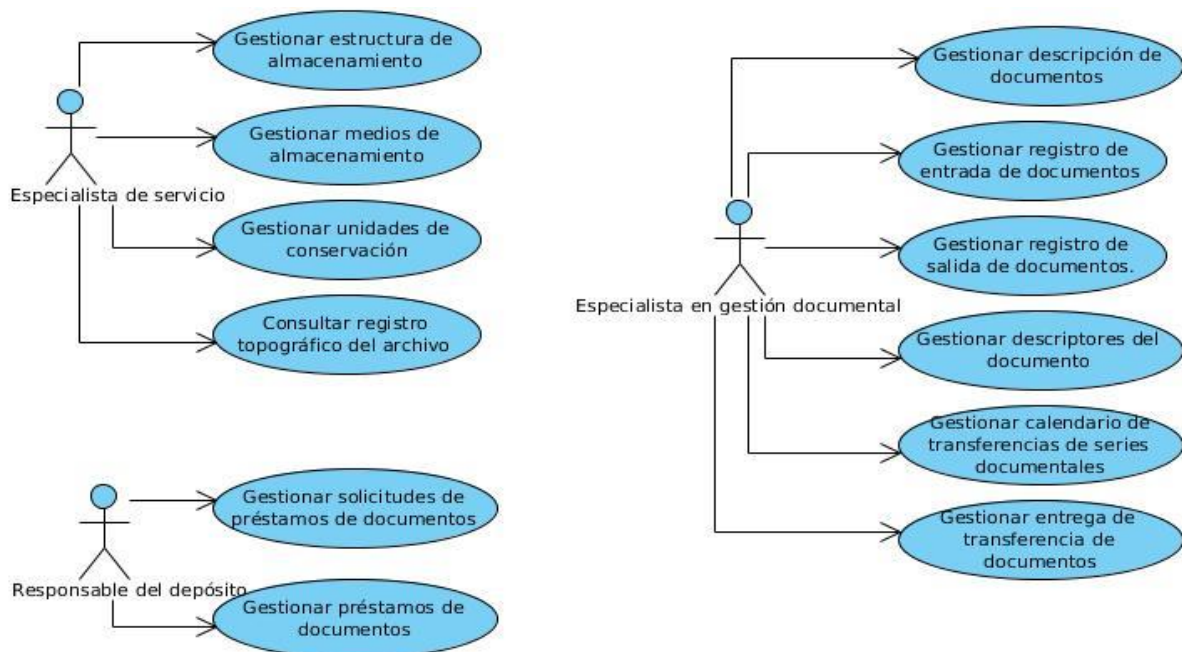 Gestionar estructura de
almacenamiento
Gestionar medios de
almacenamiento
Especialista de servicio
Gestionar unidades de
conservación
Consultar registro
topográfico del archivo
Gestionar solicitudes de
préstamos de documentos
Responsable del depósito
Gestionar préstamos de
documentos
Gestionar descripción de
documentos
Gestionar registro de
entrada de documentos
Gestionar registro de
salida de documentos.
Especialista en gestión documental
Gestionar descriptores del
documento
Gestionar calendario de
transferencias de series
documentales
Gestionar entrega de
transferencia de
documentos